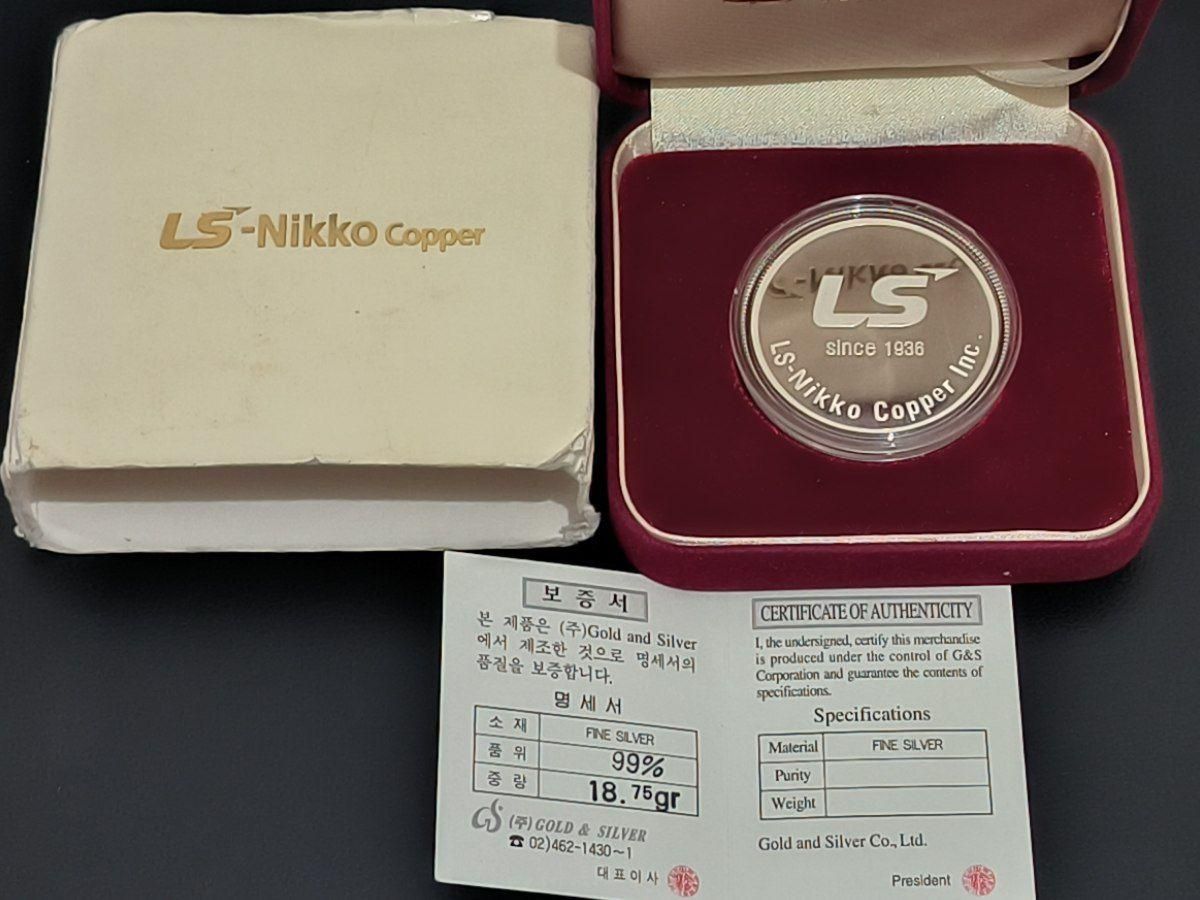 LS-Nikko Copper
LS
since 1936
LS-Nikko Copper Inc.
보증서
본 제품은 (주)Gold and Silver
에서 제조한 것으로 명세서의
품질을 보증합니다.
명세서
소재 FINE SILVER
품위 99%
중량 18.75gr
(주)GOLD & SILVER
☎ 02)462-1430~1
대표이사
CERTIFICATE OF AUTHENTICITY
I, the undersigned, certify this merchandise
is produced under the control of G&S
Corporation and guarantee the contents of
specifications.
Specifications
Material FINE SILVER
Purity
Weight
Gold and Silver Co., Ltd.
President